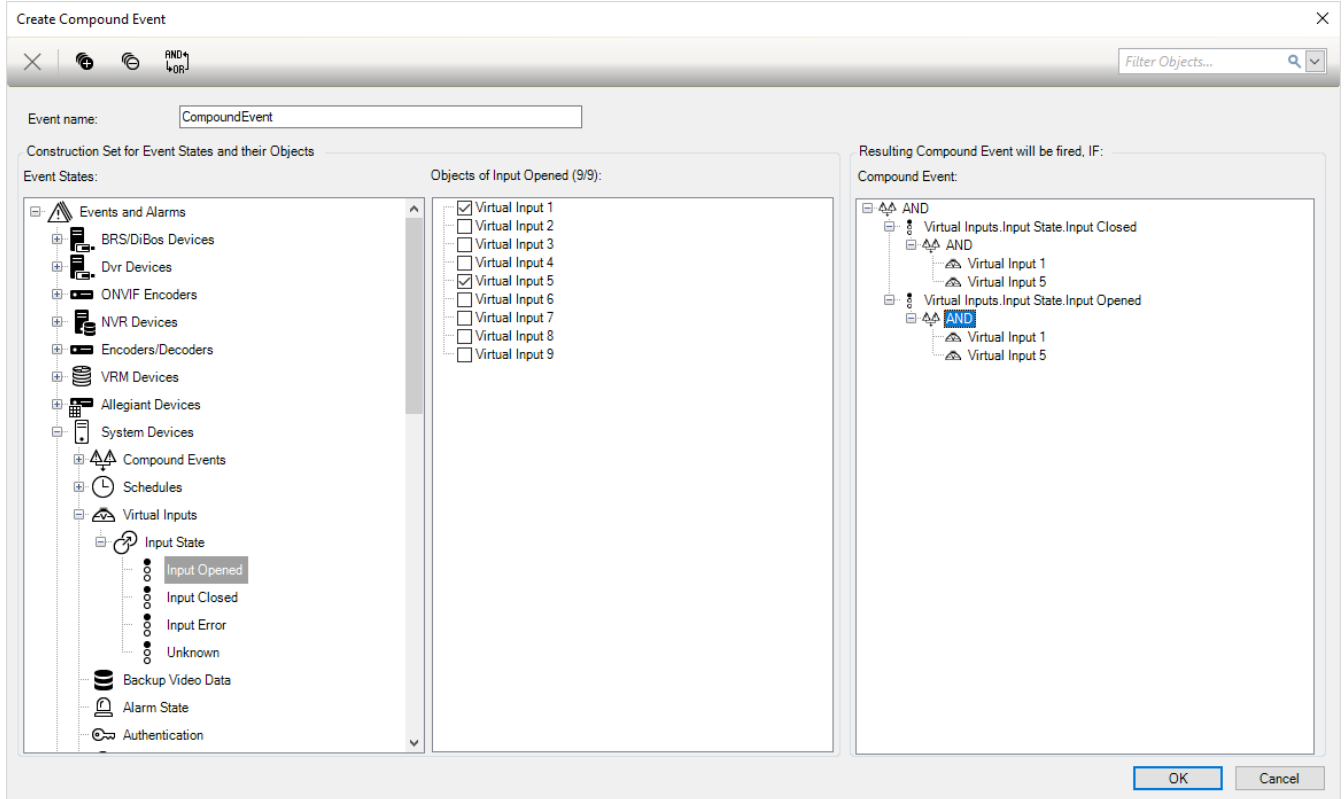 Create Compound Event
AND
OR
Filter Objects...
Event name:
CompoundEvent
Construction Set for Event States and their Objects
Event States:
Events and Alarms
BRS/DiBos Devices
Dvr Devices
ONVIF Encoders
NVR Devices
Encoders/Decoders
VRM Devices
Allegiant Devices
System Devices
Compound Events
Schedules
Virtual Inputs
Input State
Input Opened
Input Closed
Input Error
Unknown
Backup Video Data
Alarm State
Authentication
Objects of Input Opened (9/9):
Virtual Input 1
Virtual Input 2
Virtual Input 3
Virtual Input 4
Virtual Input 5
Virtual Input 6
Virtual Input 7
Virtual Input 8
Virtual Input 9
Resulting Compound Event will be fired, IF:
Compound Event:
AND
Virtual Inputs.Input State.Input Closed
AND
Virtual Input 1
Virtual Input 5
Virtual Inputs.Input State.Input Opened
AND
Virtual Input 1
Virtual Input 5
OK
Cancel